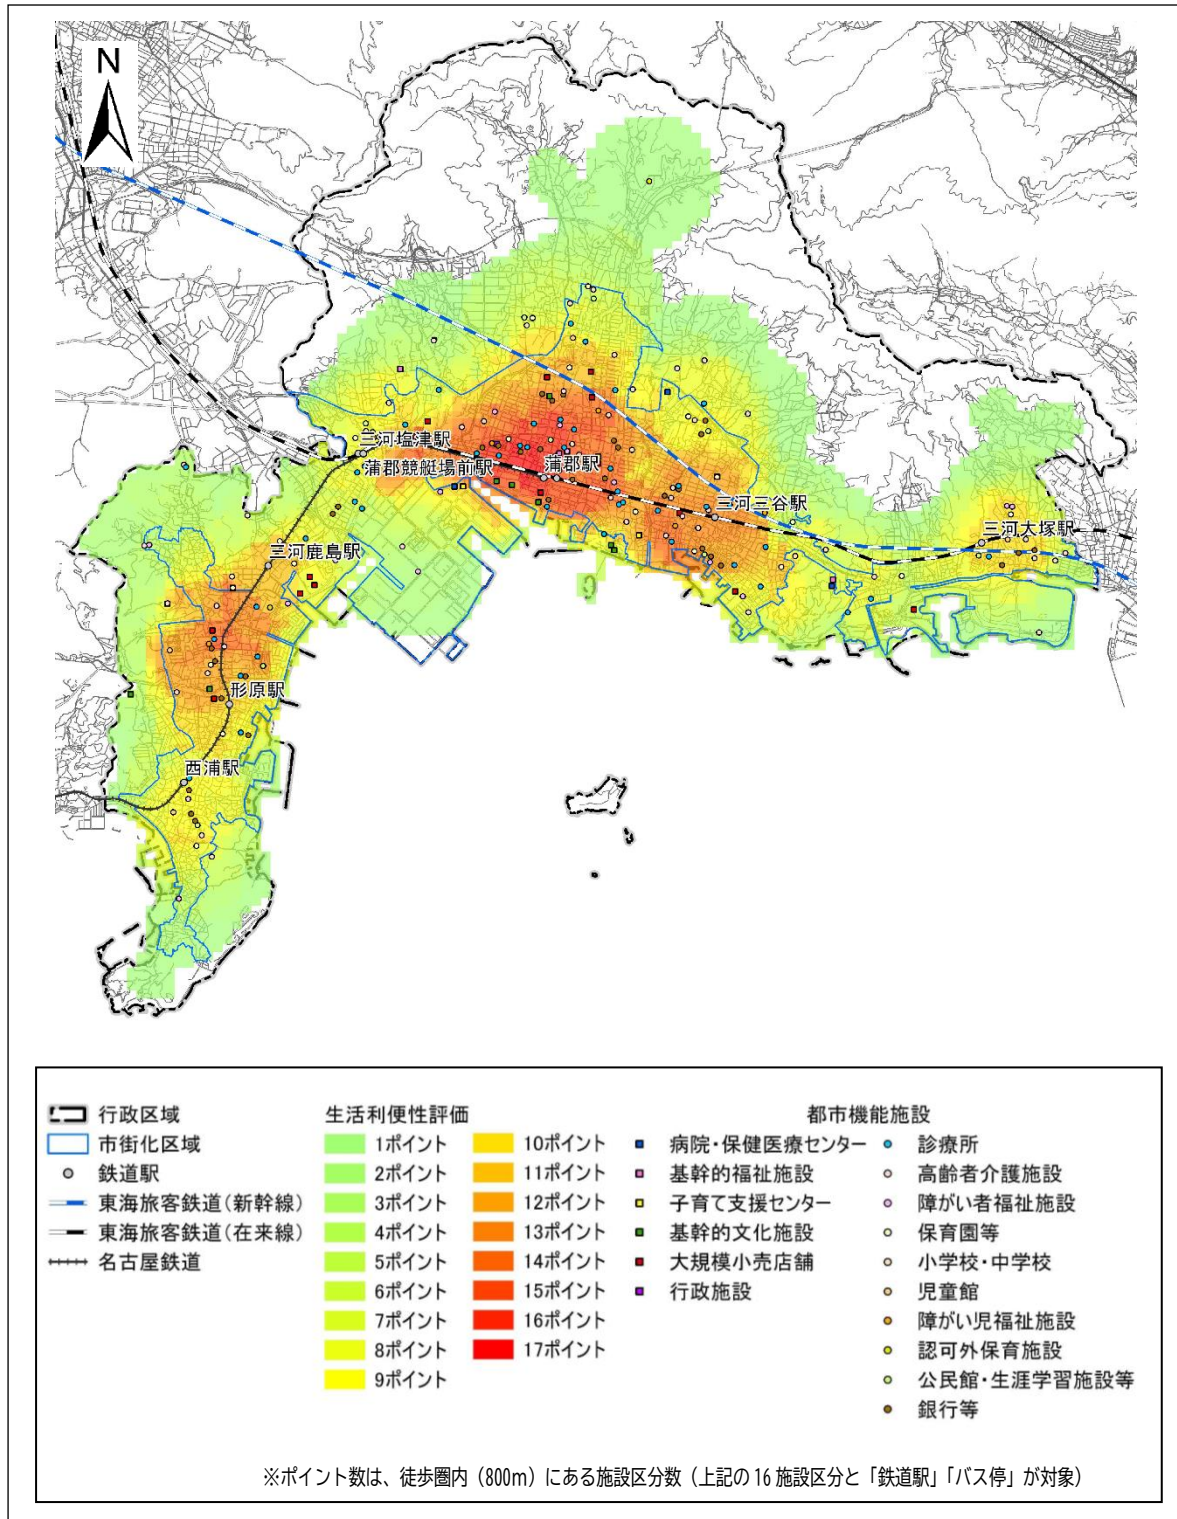 N
三河塩津駅
蒲郡競艇場前駅
蒲郡駅
三河三谷駅
三河大塚駅
三河鹿島駅
形原駅
西浦駅
行政区域
市街化区域
鉄道駅
東海旅客鉄道(新幹線)
東海旅客鉄道(在来線)
名古屋鉄道
生活利便性評価
1ポイント
2ポイント
3ポイント
4ポイント
5ポイント
6ポイント
7ポイント
8ポイント
9ポイント
10ポイント
11ポイント
12ポイント
13ポイント
14ポイント
15ポイント
16ポイント
17ポイント
都市機能施設
病院・保健医療センター
基幹的福祉施設
子育て支援センター
基幹的文化施設
大規模小売店舗
行政施設
診療所
高齢者介護施設
障がい者福祉施設
保育園等
小学校・中学校
児童館
障がい児福祉施設
認可外保育施設
公民館・生涯学習施設等
銀行等
※ポイント数は、徒歩圏内（800m）にある施設区分数（上記の16施設区分と「鉄道駅」「バス停」が対象）